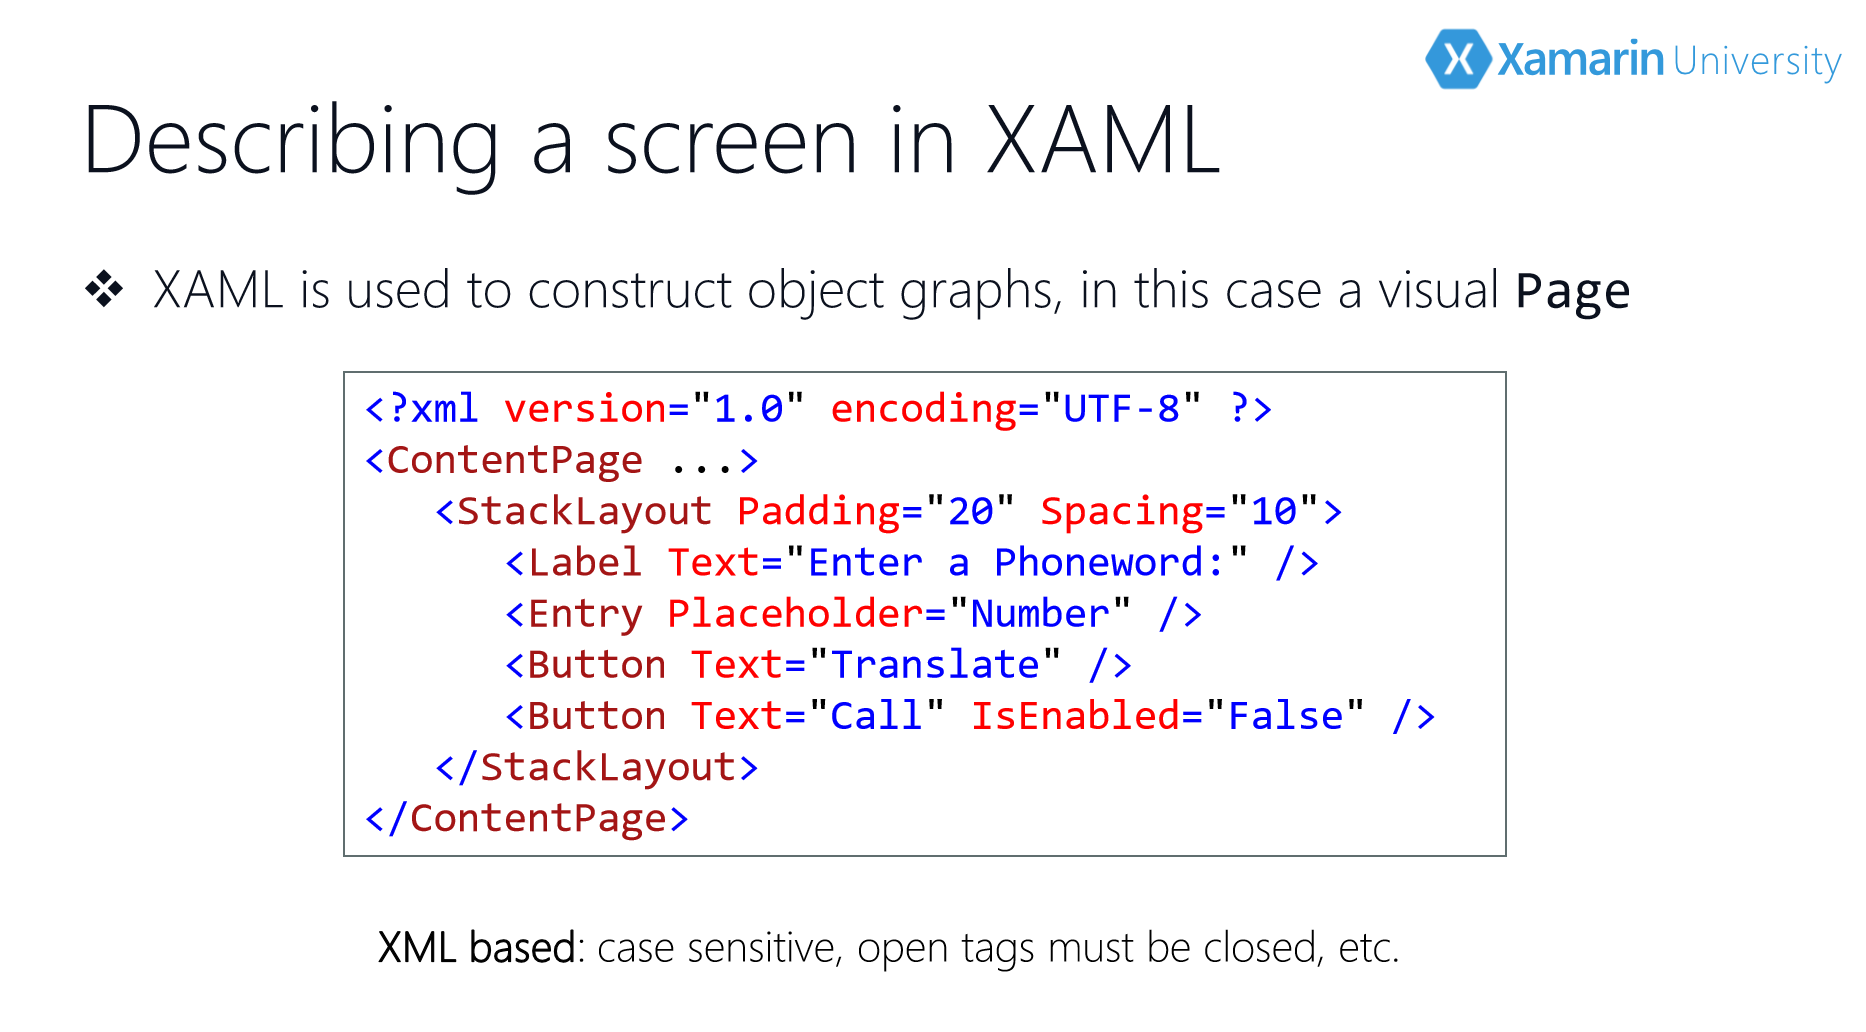 X Xamarin University
Describing a screen in XAML
❖ XAML is used to construct object graphs, in this case a visual Page
<?xml version="1.0" encoding="UTF-8" ?>
<ContentPage ...>
   <StackLayout Padding="20" Spacing="10">
      <Label Text="Enter a Phoneword:" />
      <Entry Placeholder="Number" />
      <Button Text="Translate" />
      <Button Text="Call" IsEnabled="False" />
   </StackLayout>
</ContentPage>
XML based: case sensitive, open tags must be closed, etc.